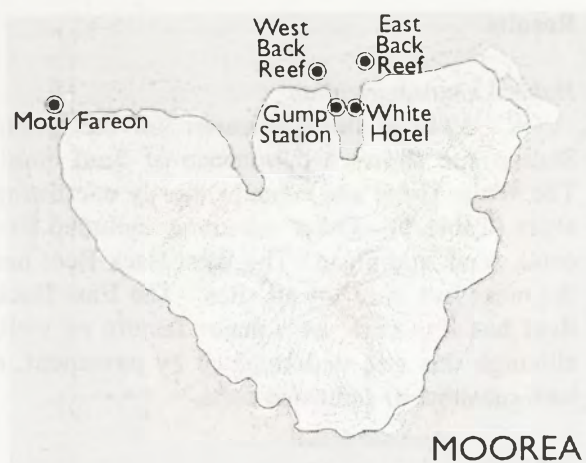 West
Back
Reef
East
Back
Reef
Motu Fareon
Gump
Station
White
Hotel
MOOREA